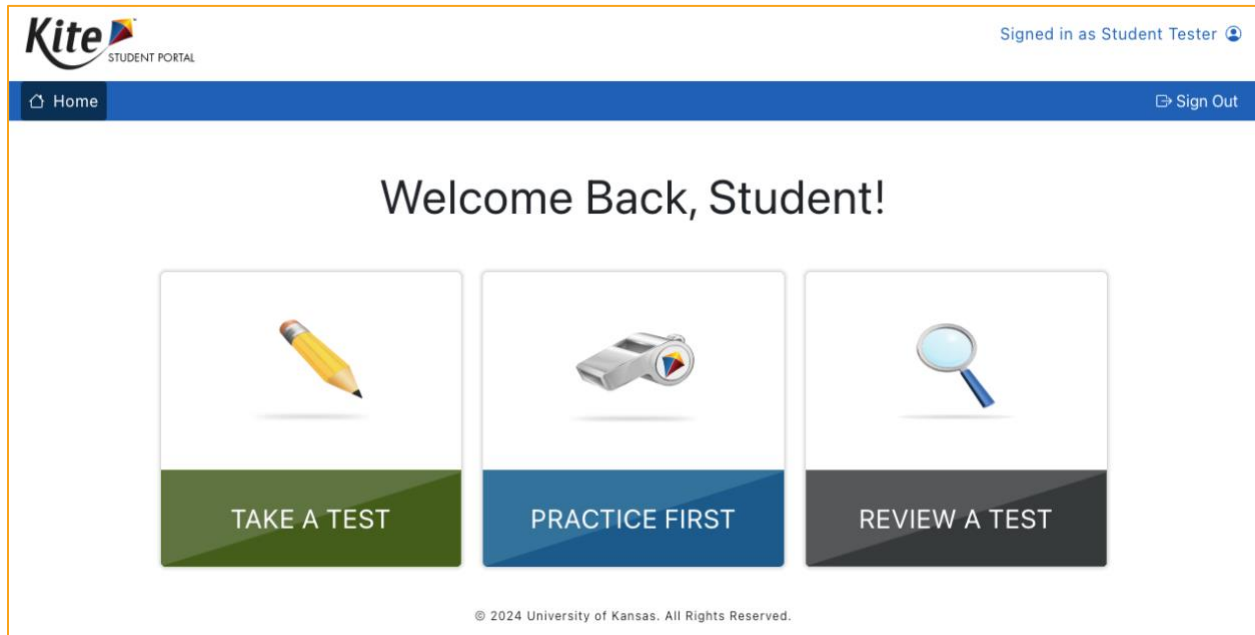 Kite
STUDENT PORTAL
Signed in as Student Tester
Home
Sign Out
Welcome Back, Student!
TAKE A TEST
PRACTICE FIRST
REVIEW A TEST
© 2024 University of Kansas. All Rights Reserved.